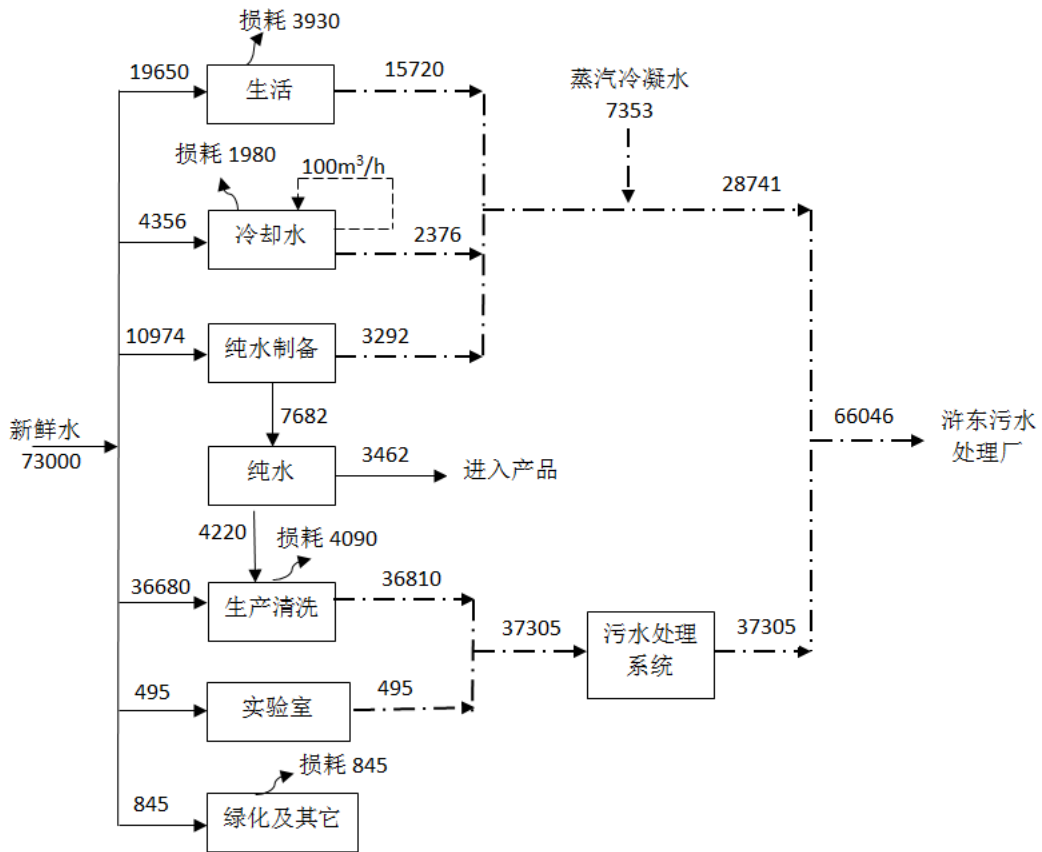 损耗 3930
19650
生活
15720
蒸汽冷凝水
7353
损耗 1980
100m³/h
28741
4356
冷却水
2376
10974
纯水制备
3292
7682
新鲜水
73000
纯水
3462
进入产品
66046
浒东污水
处理厂
4220
损耗 4090
36680
生产清洗
36810
37305
污水处理
系统
37305
495
实验室
495
损耗 845
845
绿化及其它